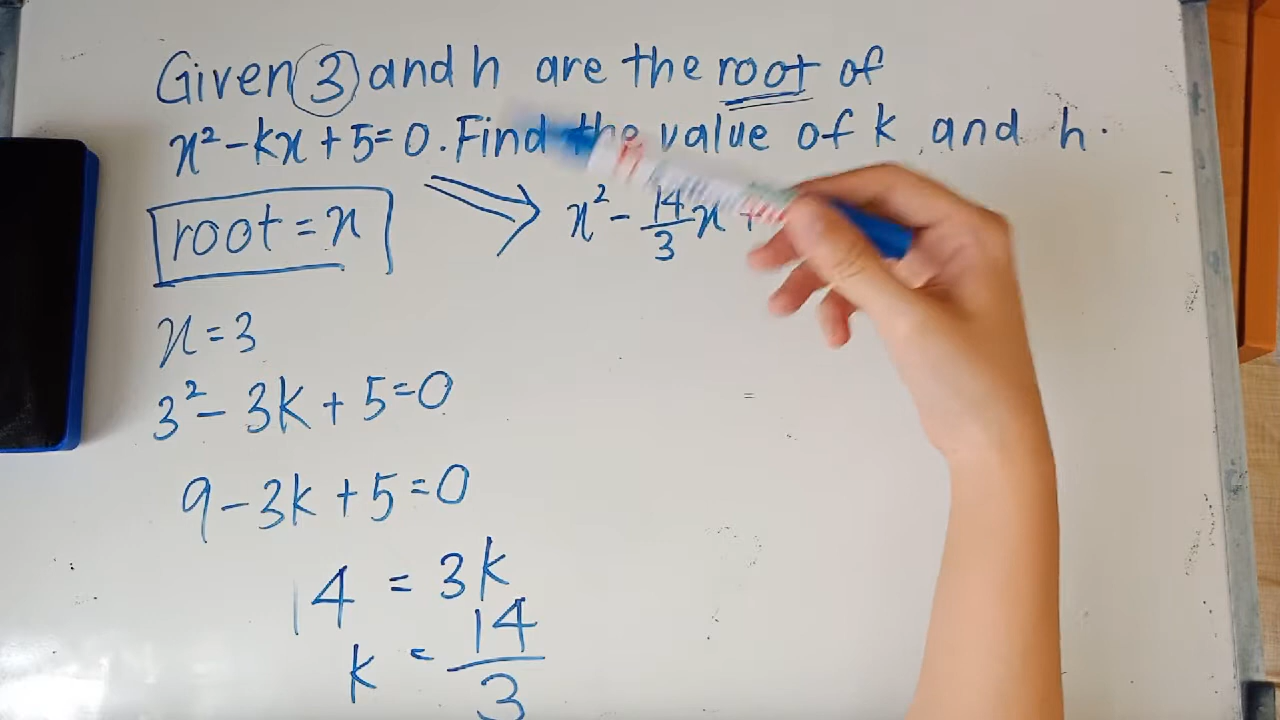 Given 3 and h are the root of
x² - kx + 5 = 0. Find the value of k and h.
root = x
x² - 14/3 x +
x = 3
3² - 3k + 5 = 0
9 - 3k + 5 = 0
14 = 3k
k = 14/3